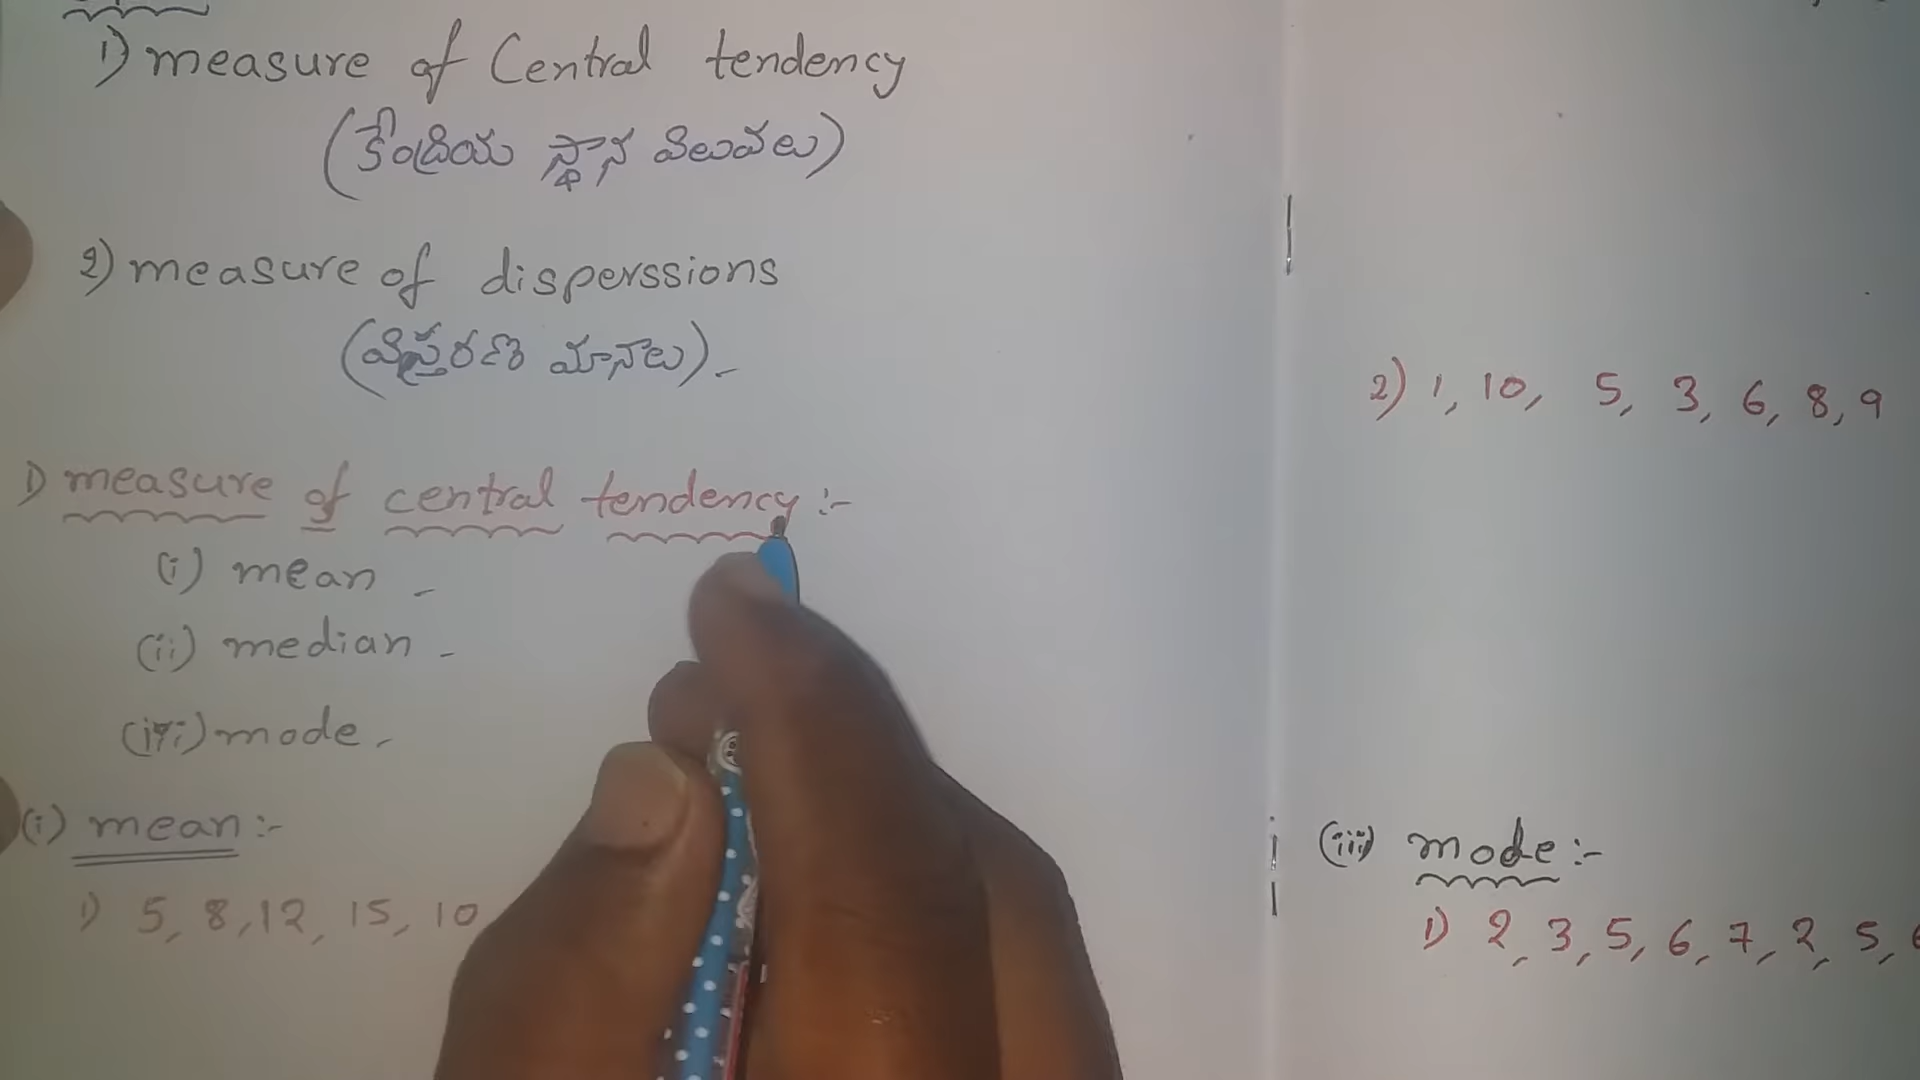 1) measure of Central tendency
(కేంద్రియ స్థాన విలువలు)
2) measure of disperssions
(విస్తరణ మానాలు).
1) measure of central tendency :-
(i) mean -
(ii) median -
(iii) mode -
(i) mean :-
1) 5, 8, 12, 15, 10
2) 1, 10, 5, 3, 6, 8, 9
(iii) mode :-
1) 2, 3, 5, 6, 7, 2, 5,